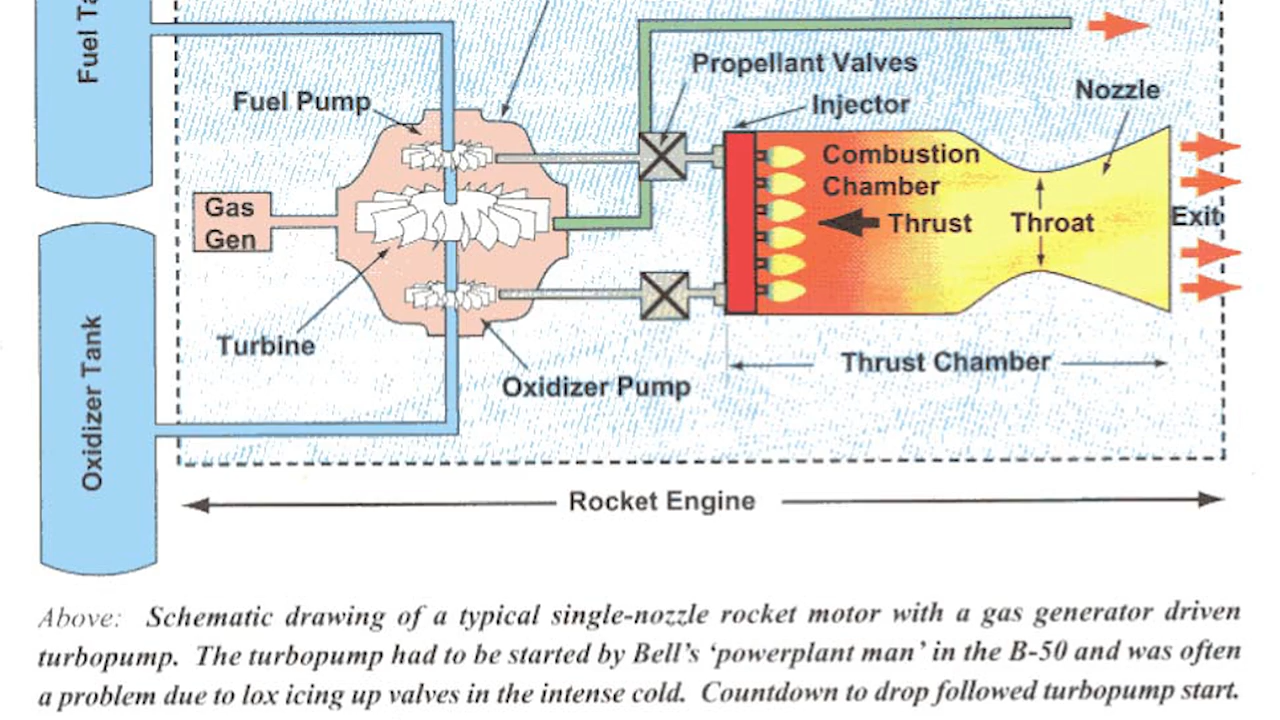 Fuel Ta
Propellant Valves
Nozzle
Fuel Pump
Injector
Combustion
Chamber
Gas
Gen
Thrust
Throat
Exit
Turbine
Thrust Chamber
Oxidizer Pump
Oxidizer Tank
Rocket Engine
Above: Schematic drawing of a typical single-nozzle rocket motor with a gas generator driven
turbopump. The turbopump had to be started by Bell's 'powerplant man' in the B-50 and was often
a problem due to lox icing up valves in the intense cold. Countdown to drop followed turbopump start.